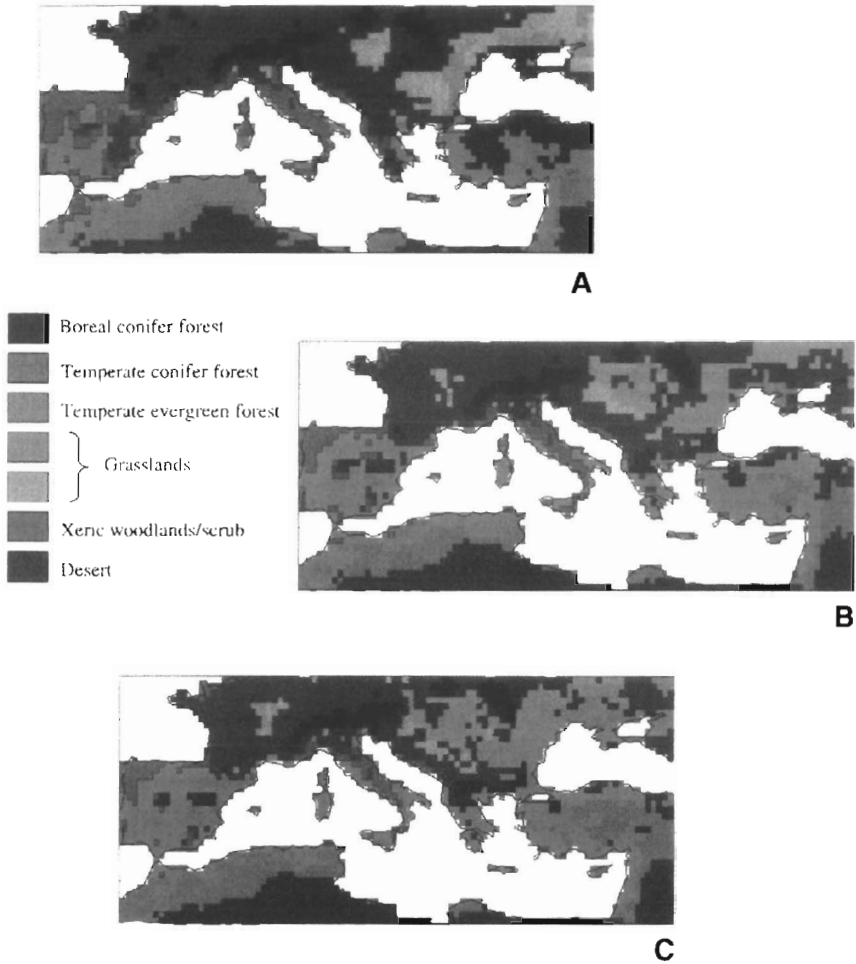 A
Boreal conifer forest
Temperate conifer forest
Temperate evergreen forest
Grasslands
Xeric woodlands/scrub
Desert
B
C